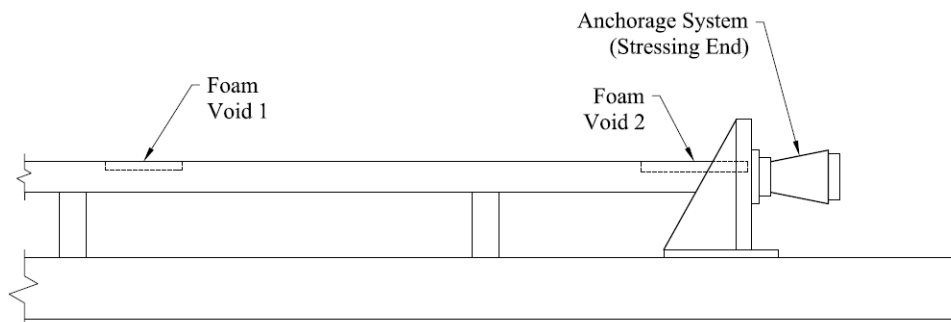 Anchorage System
(Stressing End)
Foam
Void 1
Foam
Void 2